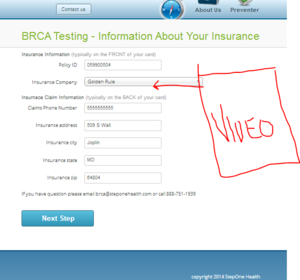 Contact us
About Us
Preventer
BRCA Testing - Information About Your Insurance
Insurance Information (typically on the FRONT of your card)
Policy ID 059900504
Insurance Company Golden Rule
Insurnace Claim Information (typically on the BACK of your card)
Claims Phone Number 5555555555
Insurance address 509 S Wall
Insurance city Joplin
Insurance state MO
Insurance zip 64804
VIDEO
If you have question please email brca@steponehealth.com or call 888-751-1939
Next Step
copyright 2014 StepOne Health